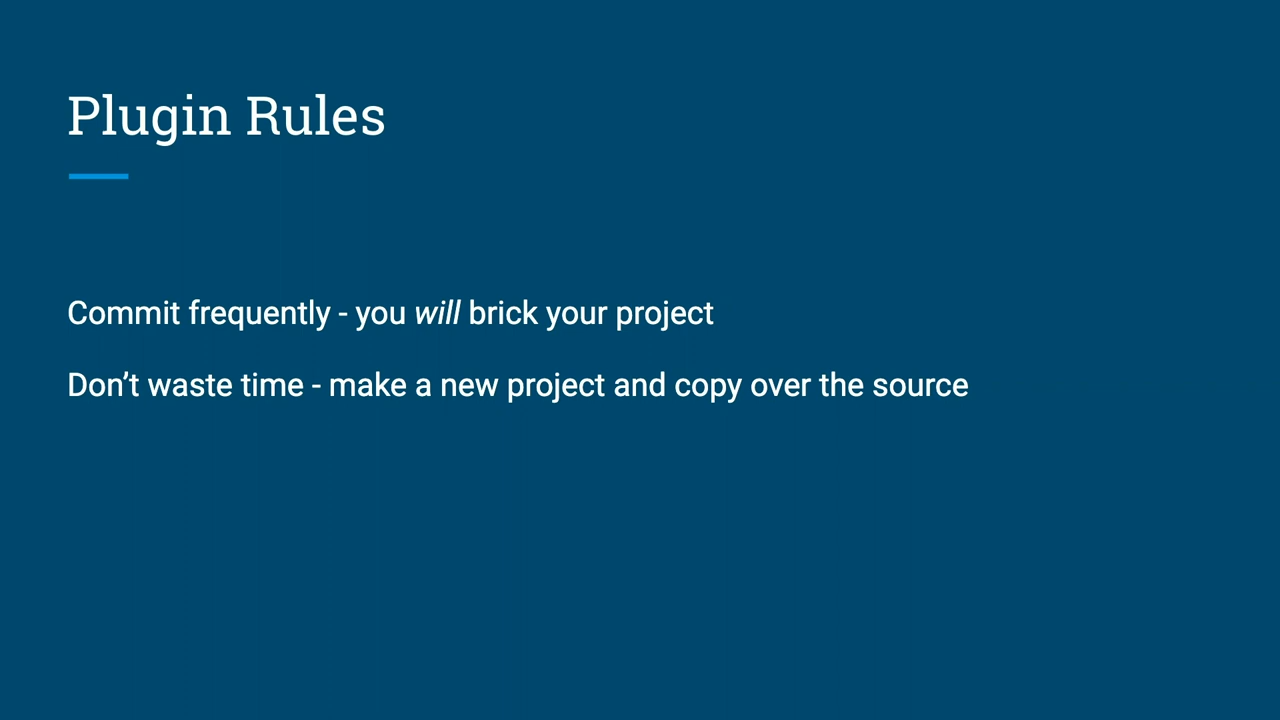 Plugin Rules
Commit frequently - you will brick your project
Don’t waste time - make a new project and copy over the source